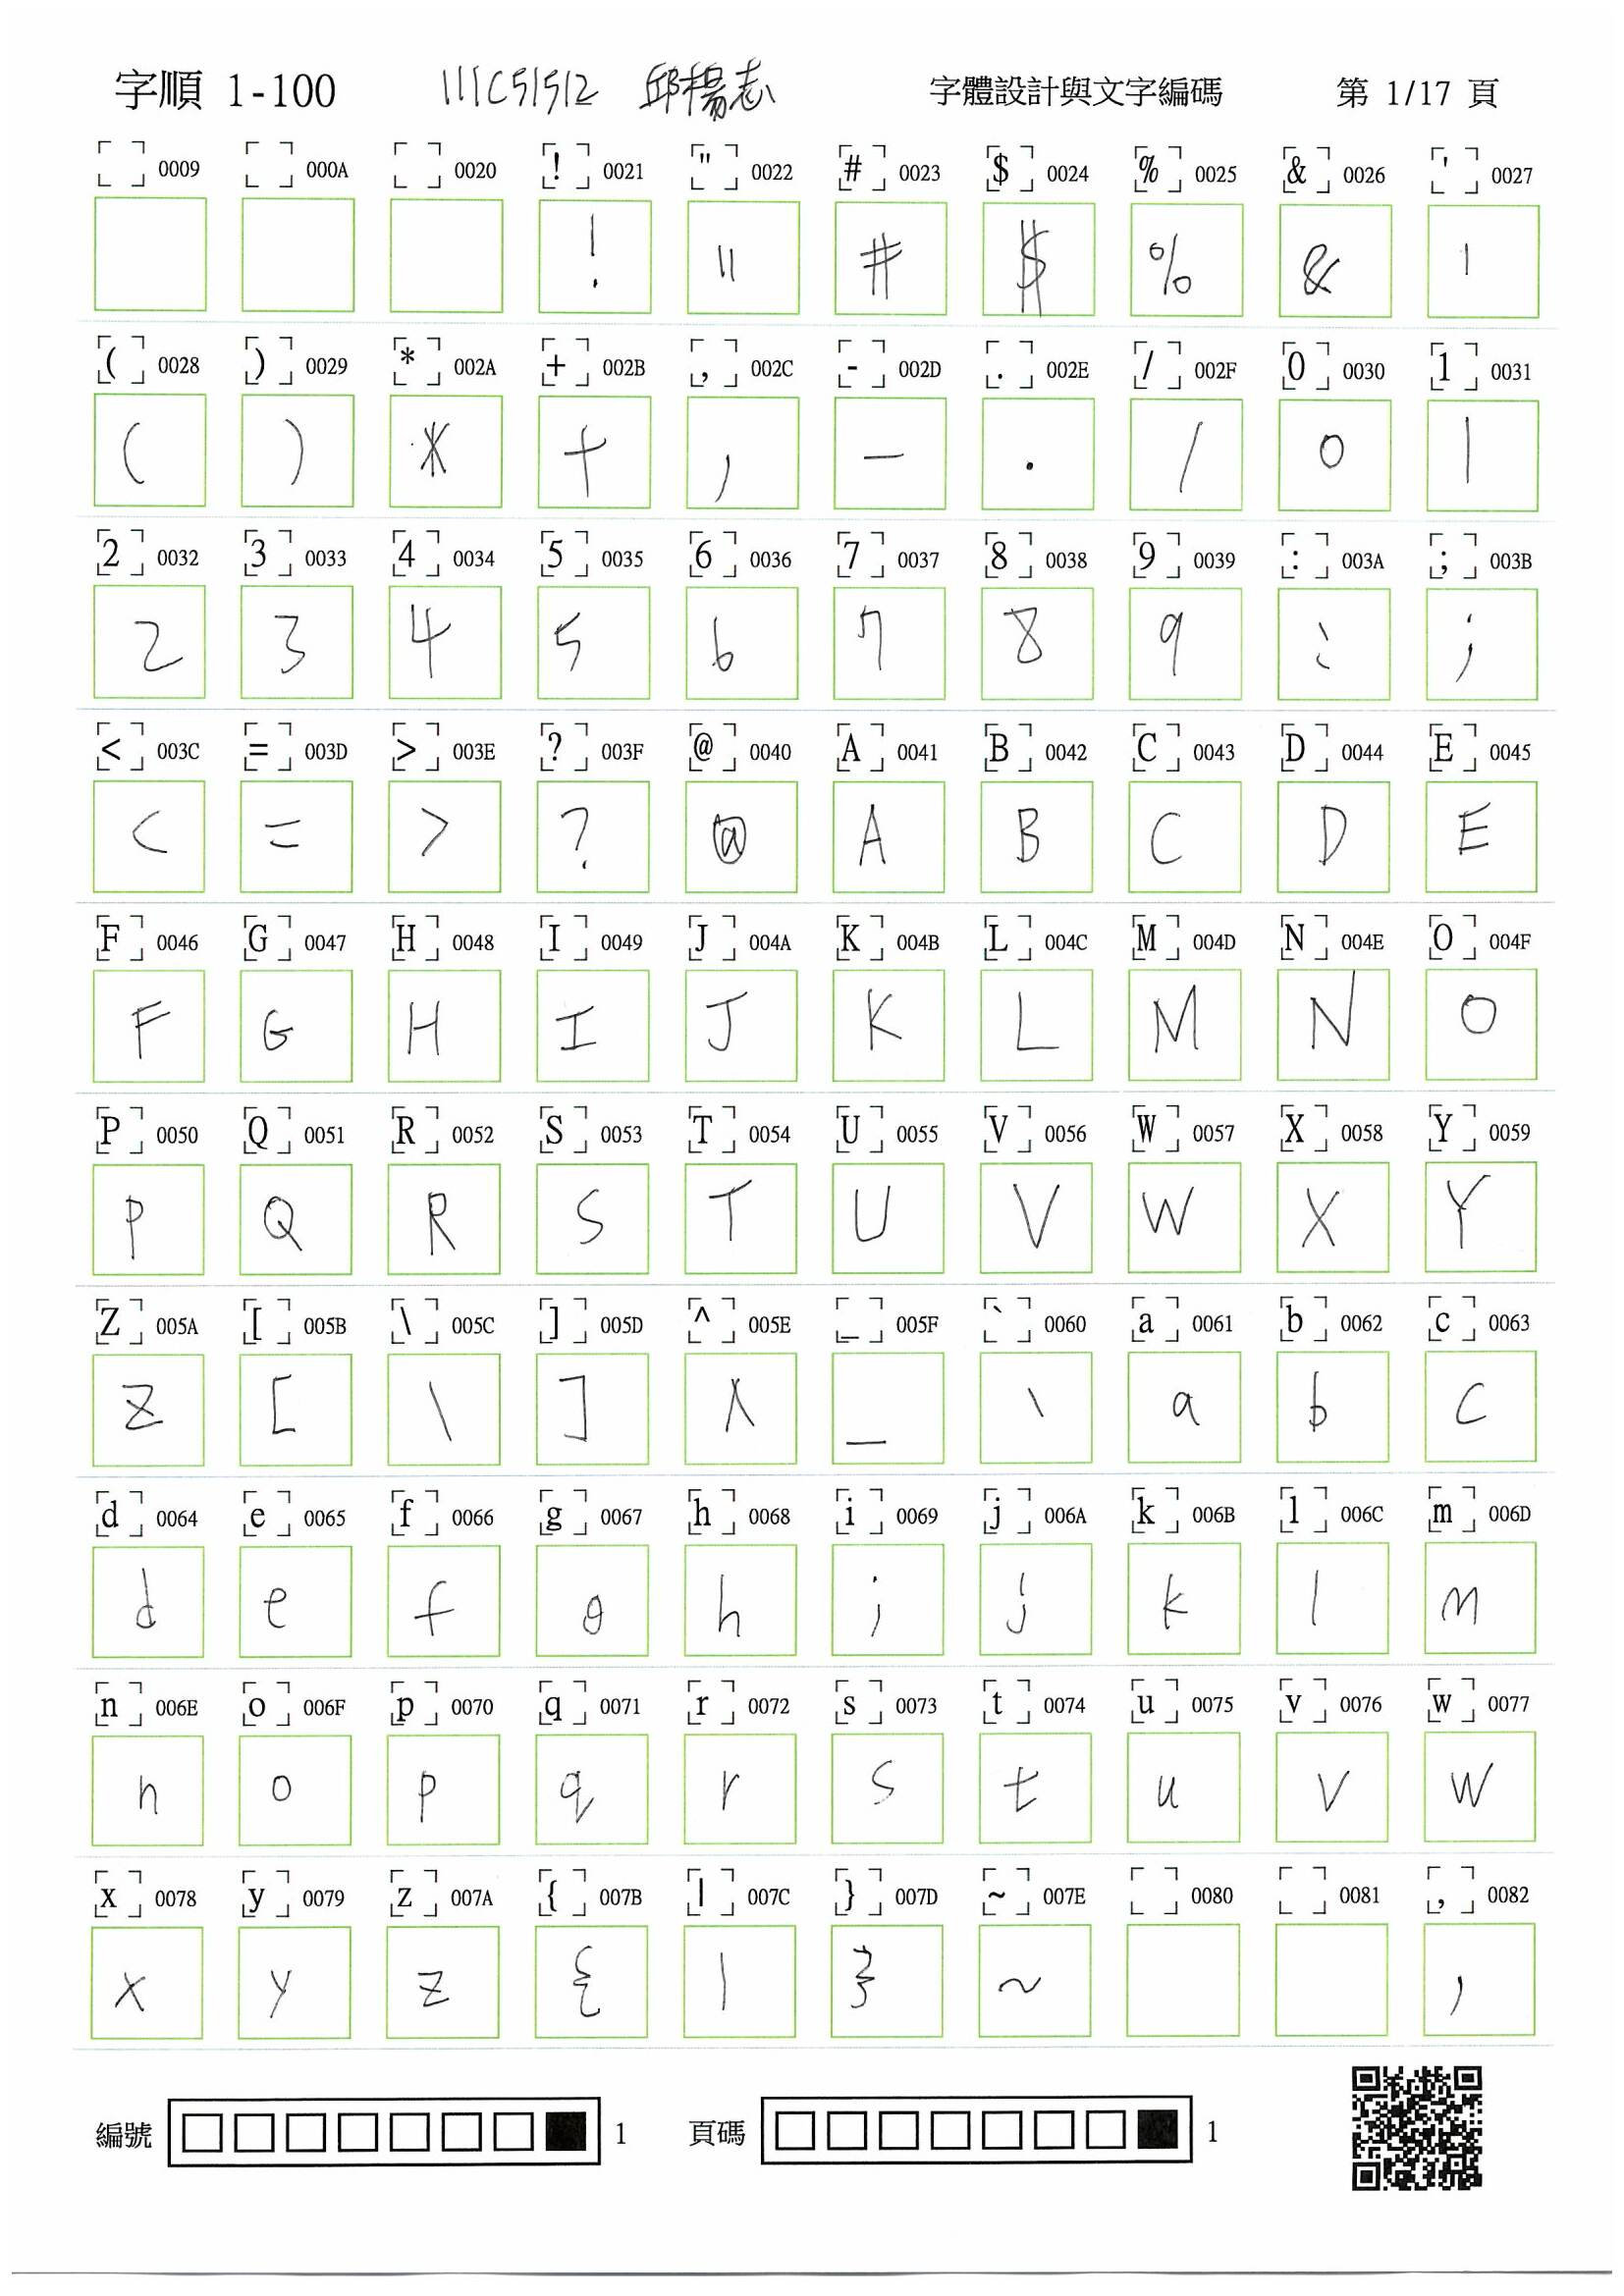 字順 1-100 111C51512 邱楊志 字體設計與文字編碼 第 1/17 頁
0009 000A 0020 ! 0021 " 0022 # 0023 $ 0024 % 0025 & 0026 ' 0027
! " # $ % & '
( 0028 ) 0029 * 002A + 002B , 002C - 002D . 002E / 002F 0 0030 1 0031
( ) * + , - . / 0 1
2 0032 3 0033 4 0034 5 0035 6 0036 7 0037 8 0038 9 0039 : 003A ; 003B
2 3 4 5 6 7 8 9 : ;
< 003C = 003D > 003E ? 003F @ 0040 A 0041 B 0042 C 0043 D 0044 E 0045
< = > ? @ A B C D E
F 0046 G 0047 H 0048 I 0049 J 004A K 004B L 004C M 004D N 004E O 004F
F G H I J K L M N O
P 0050 Q 0051 R 0052 S 0053 T 0054 U 0055 V 0056 W 0057 X 0058 Y 0059
P Q R S T U V W X Y
Z 005A [ 005B \ 005C ] 005D ^ 005E _ 005F ` 0060 a 0061 b 0062 c 0063
Z [ \ ] ^ _ ` a b c
d 0064 e 0065 f 0066 g 0067 h 0068 i 0069 j 006A k 006B l 006C m 006D
d e f g h i j k l m
n 006E o 006F p 0070 q 0071 r 0072 s 0073 t 0074 u 0075 v 0076 w 0077
n o p q r s t u v w
x 0078 y 0079 z 007A { 007B | 007C } 007D ~ 007E 0080 0081 , 0082
x y z { | } ~ ,
編號 1 頁碼 1